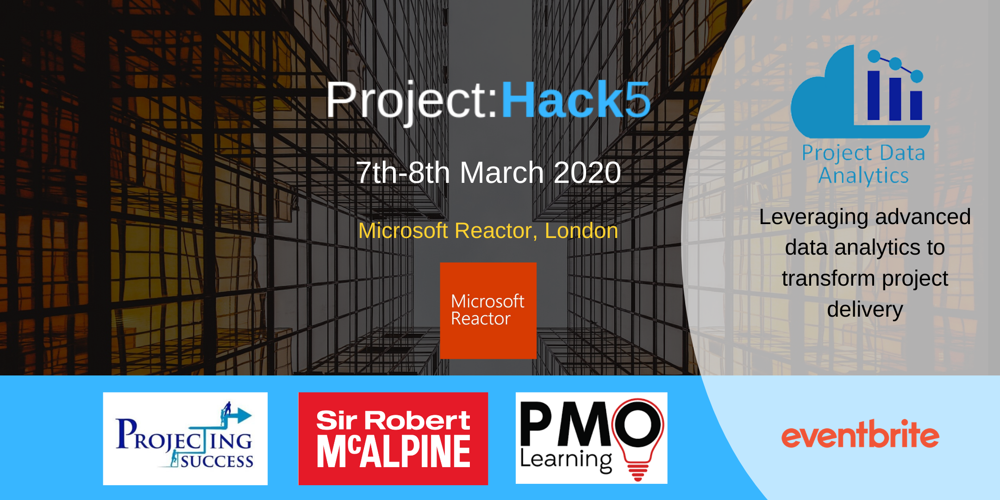 Project:Hack5
7th-8th March 2020
Microsoft Reactor, London
Microsoft
Reactor
Project Data
Analytics
Leveraging advanced
data analytics to
transform project
delivery
PROJECTING
SUCCESS
Sir Robert
McALPINE
PMO
Learning
eventbrite